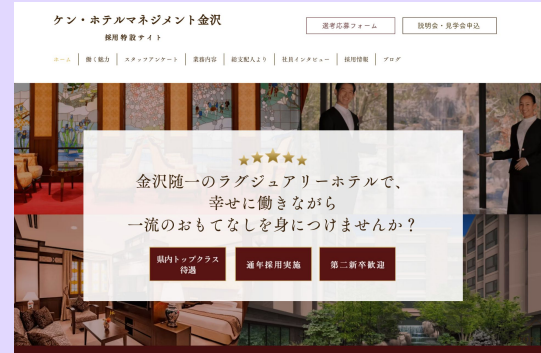 ケン・ホテルマネジメント金沢
採用特設サイト
選考応募フォーム
説明会・見学会申込
ホーム
働く魅力
スタッフアンケート
業務内容
総支配人より
社員インタビュー
採用情報
ブログ
金沢随一のラグジュアリーホテルで、
幸せに働きながら
一流のおもてなしを身につけませんか？
県内トップクラス
待遇
通年採用実施
第二新卒歓迎